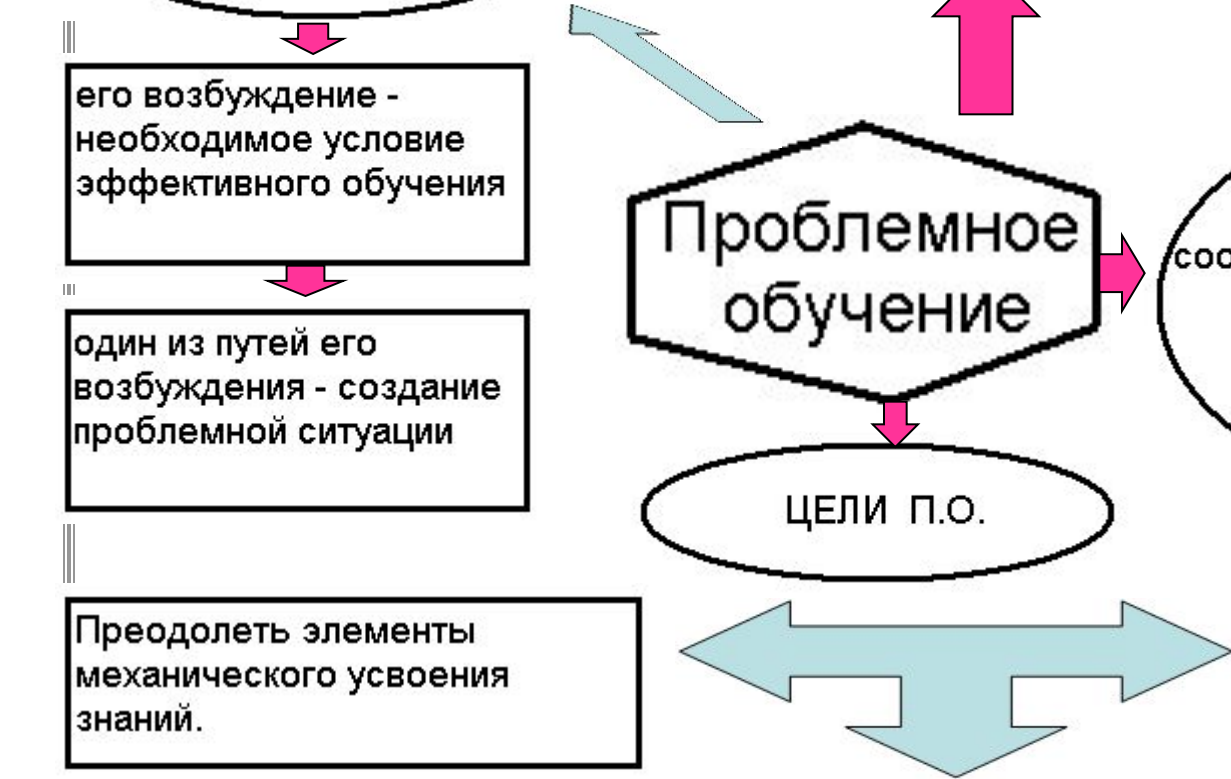 его возбуждение -
необходимое условие
эффективного обучения
один из путей его
возбуждения - создание
проблемной ситуации
Проблемное
обучение
ЦЕЛИ П.О.
Преодолеть элементы
механического усвоения
знаний.